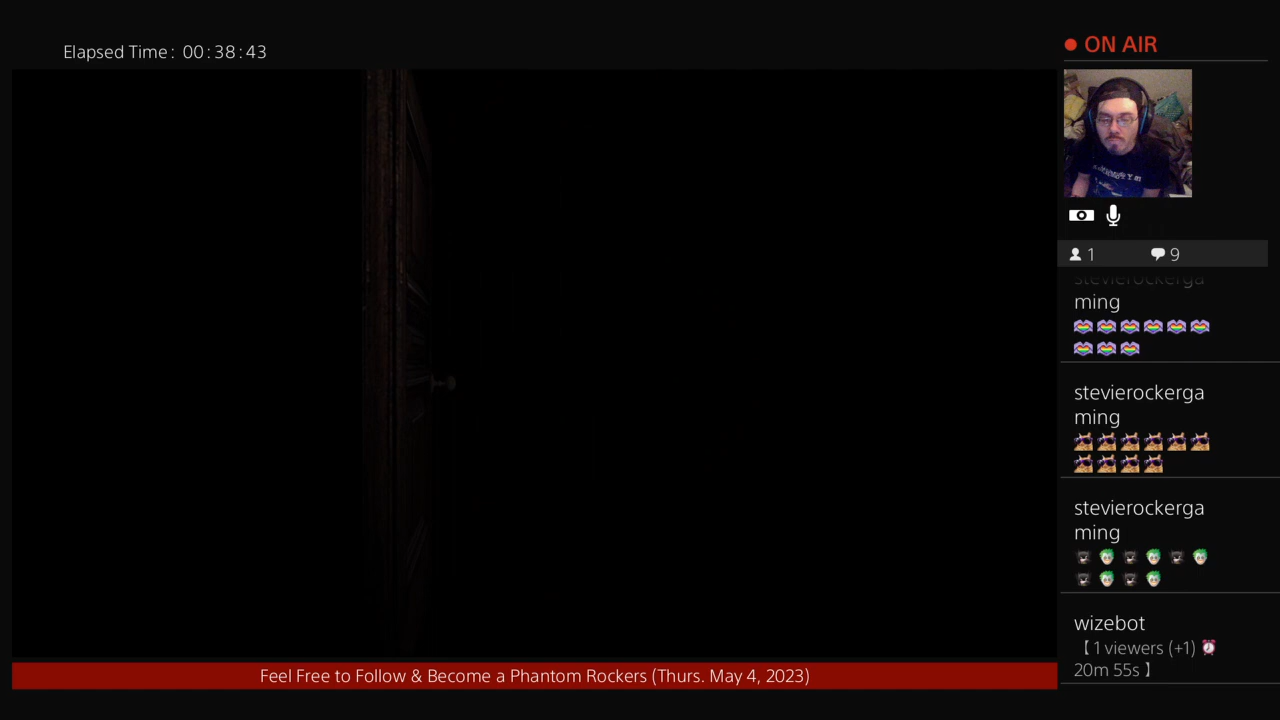 Elapsed Time: 00:38:43
ON AIR
1 9
stevierockerga
ming
stevierockerga
ming
stevierockerga
ming
wizebot
【1 viewers (+1)
20m 55s】
Feel Free to Follow & Become a Phantom Rockers (Thurs. May 4, 2023)